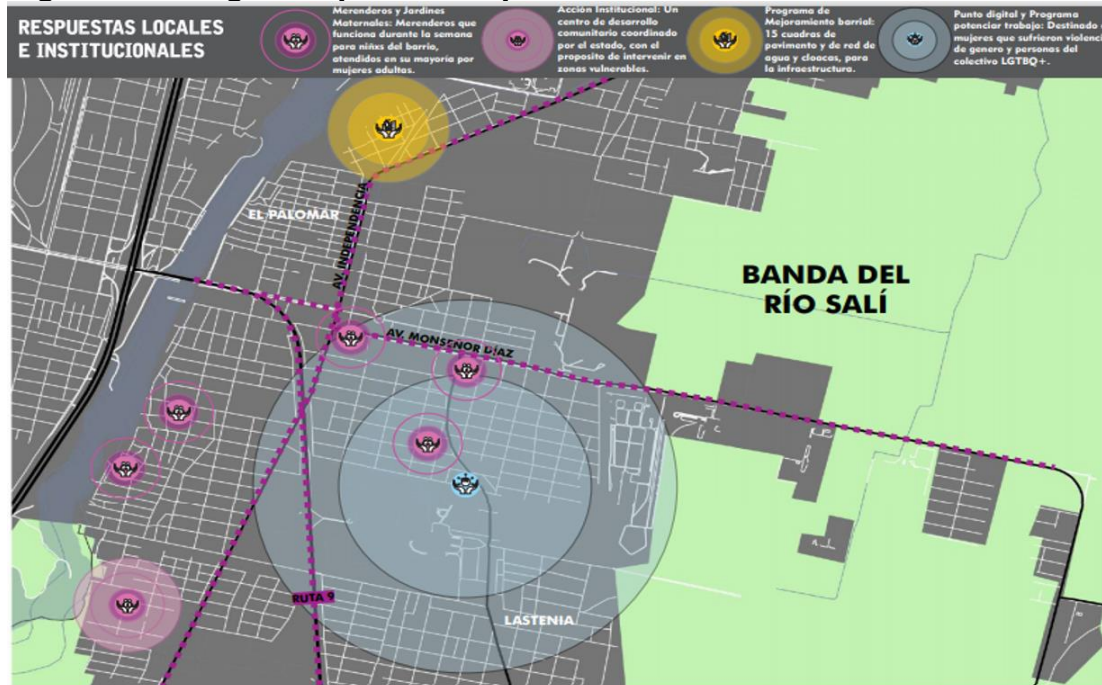 RESPUESTAS LOCALES
E INSTITUCIONALES
Merenderos y Jardines
Maternales: Merenderos que
funciona durante la semana
para niñxs del barrio,
atendidos en su mayoría por
mujeres adultas.
Acción Institucional: Un
centro de desarrollo
comunitario coordinado
por el estado, con el
proposito de intervenir en
zonas vulnerables.
Programa de
Mejoramiento barrial:
15 cuadras de
pavimento y de red de
agua y cloacas, para
la infraestructura.
Punto digital y Programa
potenciar trabajo: Destinado
mujeres que sufrieron
de genero y personas del
colectivo LGTBQ+.
EL PALOMAR
AV. INDEPENDENCIA
BANDA DEL
RÍO SALÍ
AV. MONSEÑOR DÍAZ
RUTA 9
LASTENIA